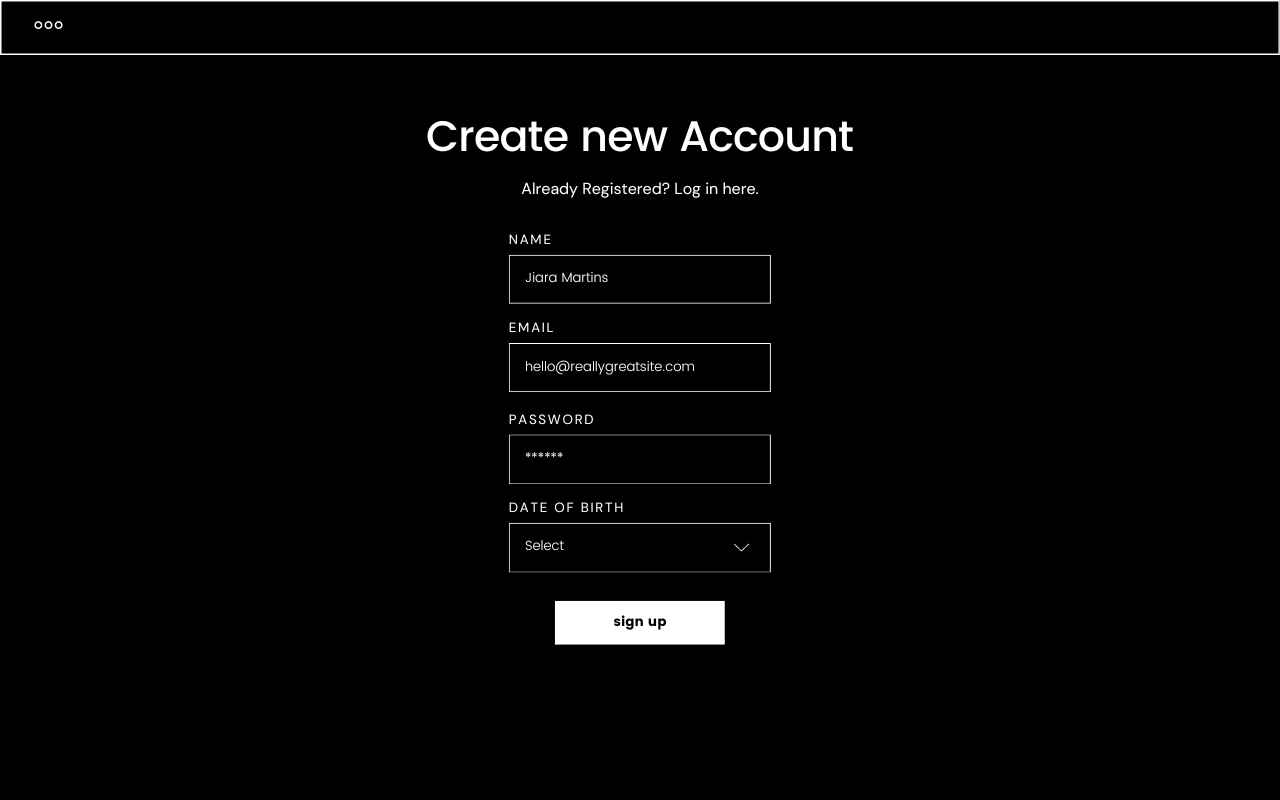 Create new Account
Already Registered? Log in here.
NAME
Jiara Martins
EMAIL
hello@reallygreatsite.com
PASSWORD
******
DATE OF BIRTH
Select
sign up